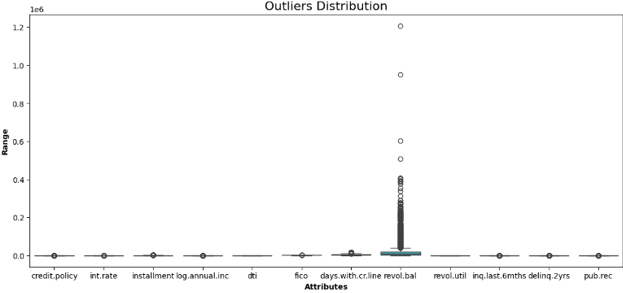 Outliers Distribution
1e6
1.2
1.0
0.8
0.6
0.4
0.2
0.0
Range
credit.policy int.rate installment log.annual.inc dti fico days.with.cr.line revol.bal revol.util inq.last.6mths delinq.2yrs pub.rec
Attributes